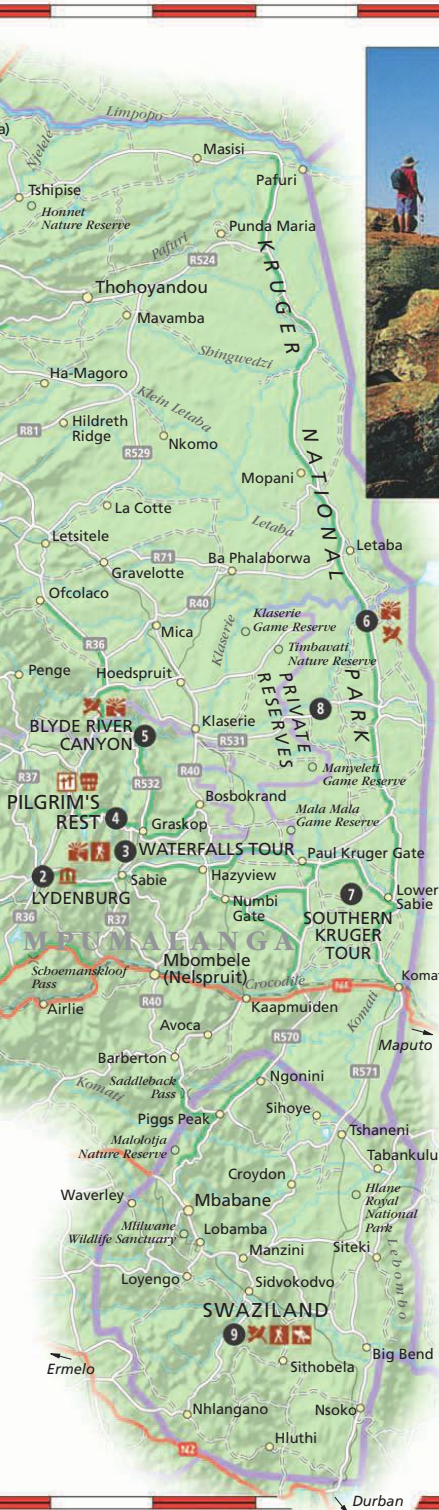 Limpopo
a)
Njelele
Masisi
Pafuri
Tshipise
Honnet
Nature Reserve
Punda Maria
Pafuri
R524
KRUGER
Thohoyandou
Mavamba
Shingwedzi
Ha-Magoro
Klein Letaba
R81
Hildreth
Ridge
Nkomo
R529
NATIONAL
Mopani
La Cotte
Letaba
Letsitele
Letaba
R71
Ba Phalaborwa
Gravelotte
Ofcolaco
R40
Klaserie
Game Reserve
6
Mica
Klaserie
R36
Timbavati
Nature Reserve
Penge
Hoedspruit
PARK
PRIVATE
RESERVES
8
BLYDE RIVER
CANYON
5
Klaserie
R531
Manyeleti
Game Reserve
R37
R532
R40
Bosbokrand
PILGRIM'S
REST
4
Mala Mala
Game Reserve
Graskop
3
WATERFALLS TOUR
Paul Kruger Gate
2
Sabie
Hazyview
7
Lower
Sabie
LYDENBURG
Numbi
Gate
SOUTHERN
KRUGER
TOUR
R36
R37
MPUMALANGA
Mbombele
(Nelspruit)
Schoemanskloof
Pass
Crocodile
N4
Komat
Airlie
R40
Kaapmuiden
Komati
Avoca
Maputo
R570
Barberton
R571
Saddleback
Pass
Ngonini
Komati
Sihoye
Piggs Peak
Tshaneni
Malolotja
Nature Reserve
Tabankulu
Croydon
Hlane
Royal
National
Park
Waverley
Mbabane
Mlilwane
Wildlife Sanctuary
Lobamba
Manzini
Siteki
Lebombo
Loyengo
Sidvokodvo
SWAZILAND
9
Big Bend
Ermelo
Sithobela
Nhlangano
Nsoko
Hluthi
N2
Durban